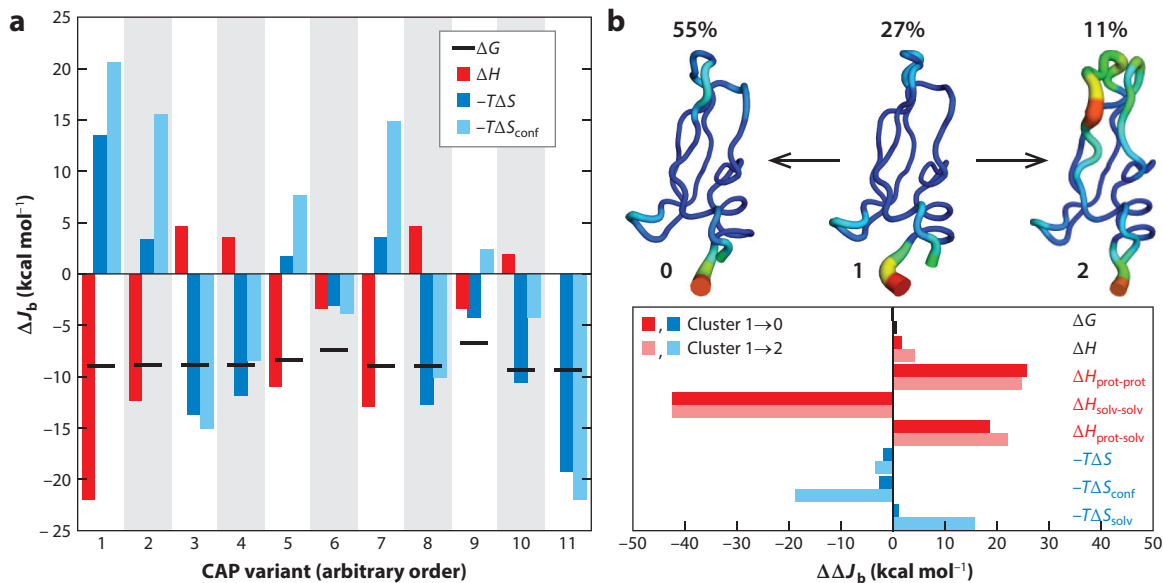 a
25
20
15
10
5
0
−5
−10
−15
−20
25
ΔJb (kcal mol−1)
ΔG
ΔH
−TΔS
−TΔSconf
1 2 3 4 5 6 7 8 9 10 11
CAP variant (arbitrary order)
b
55% 27% 11%
0 1 2
, Cluster 1→0
, Cluster 1→2
ΔG
ΔH
ΔHprot-prot
ΔHsolv-solv
ΔHprot-solv
−TΔS
−TΔSconf
−TΔSsolv
−50 −40 −30 −20 −10 0 10 20 30 40 50
ΔΔJb (kcal mol−1)